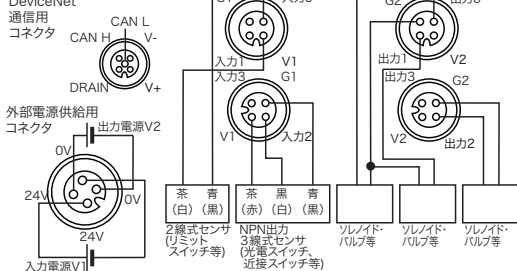 DeviceNet
通信用
コネクタ
CAN L
CAN H
V-
DRAIN
V+
外部電源供給用
コネクタ
出力電源V2
0V
24V
0V
24V
入力電源V1
入力1
V1
入力3
G1
V1
入力2
茶
青
茶
黒
青
(白)
(黒)
(赤)
(白)
(黒)
2線式センサ
(リミット
スイッチ等)
NPN出力
3線式センサ
(光電スイッチ、
近接スイッチ等)
G2
出力1
V2
出力3
G2
V2
出力2
ソレノイド・
バルブ等
ソレノイド・
バルブ等
ソレノイド・
バルブ等